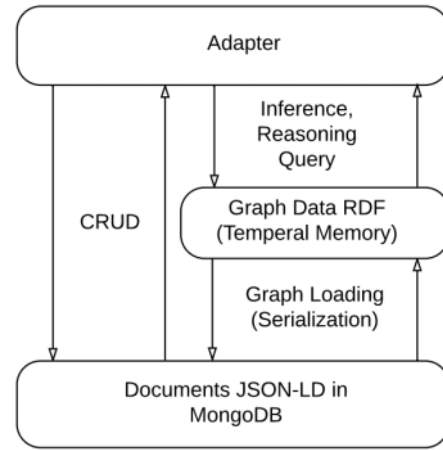 Adapter
Inference,
Reasoning
Query
CRUD
Graph Data RDF
(Temperal Memory)
Graph Loading
(Serialization)
Documents JSON-LD in
MongoDB